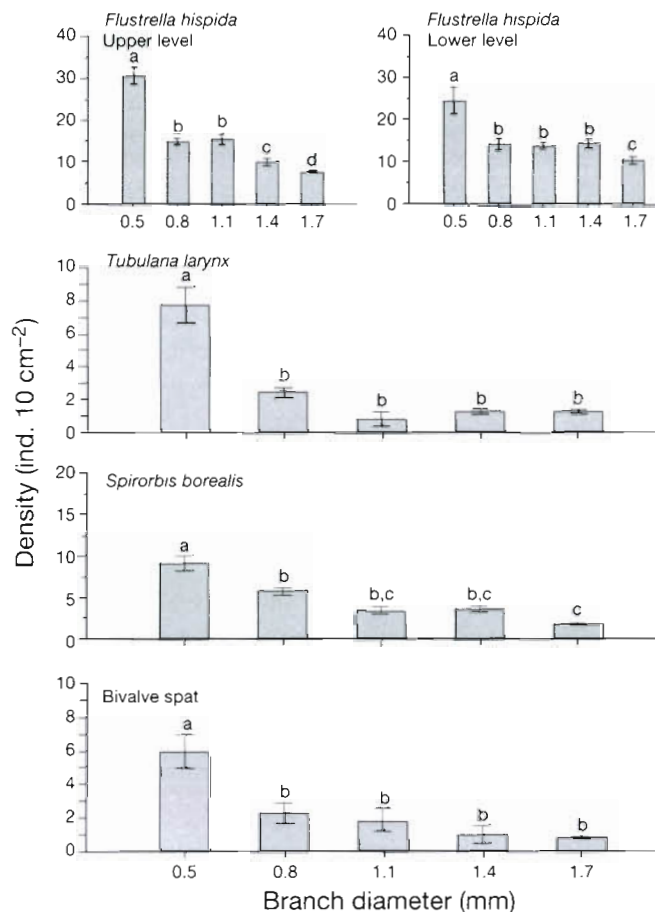 Flustrella hispida
Upper level
40
30
20
10
0
a
b
b
c
d
0.5 0.8 1.1 1.4 1.7
Flustrella hispida
Lower level
40
30
20
10
0
a
b
b
b
c
0.5 0.8 1.1 1.4 1.7
Density (ind. 10 cm⁻²)
Tubulana larynx
10
8
6
4
2
0
a
b
b
b
b
Spirorbis borealis
20
15
10
5
0
a
b
b,c
b,c
c
Bivalve spat
10
8
6
4
2
0
a
b
b
b
b
0.5 0.8 1.1 1.4 1.7
Branch diameter (mm)